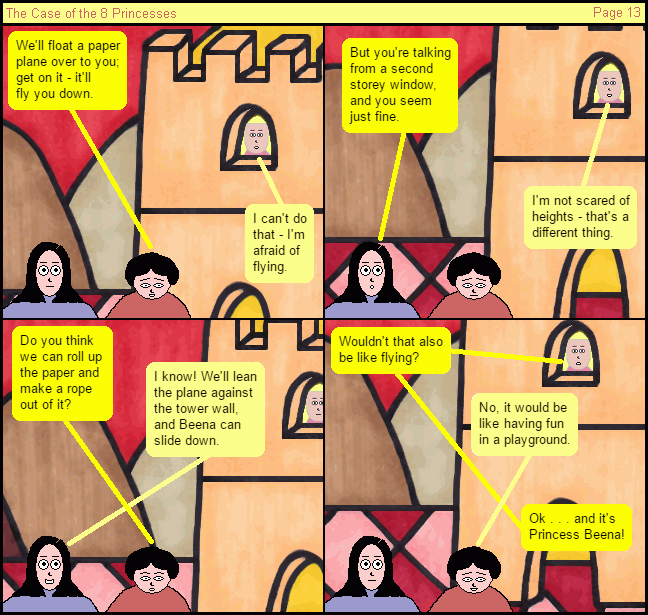 The Case of the 8 Princesses
Page 13
We'll float a paper
plane over to you;
get on it - it'll
fly you down.
I can't do
that - I'm
afraid of
flying.
But you're talking
from a second
storey window,
and you seem
just fine.
I'm not scared of
heights - that's a
different thing.
Do you think
we can roll up
the paper and
make a rope
out of it?
I know! We'll lean
the plane against
the tower wall,
and Beena can
slide down.
Wouldn't that also
be like flying?
No, it would be
like having fun
in a playground.
Ok . . . and it's
Princess Beena!